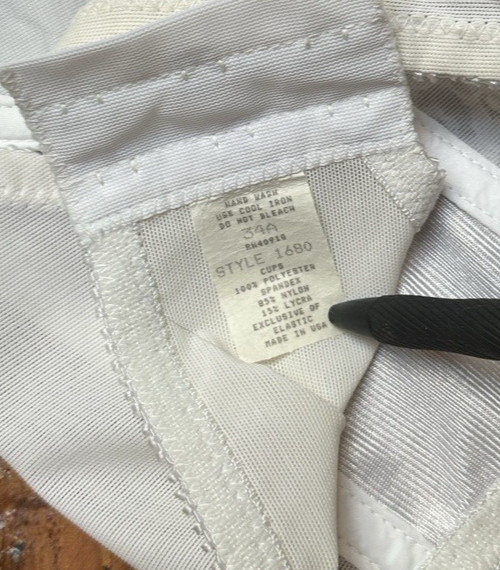 HAND WASH
USE COOL IRON
DO NOT BLEACH
34A
RN40910
STYLE 1680
CUPS
100% POLYESTER
SPANDEX
85% NYLON
15% LYCRA
EXCLUSIVE OF
ELASTIC
MADE IN USA